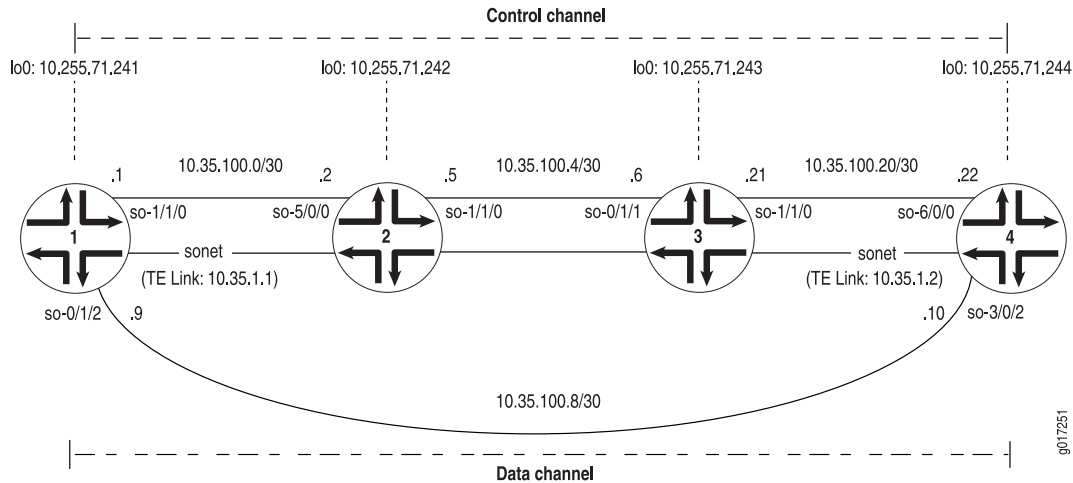 Control channel
lo0: 10.255.71.241
lo0: 10.255.71.242
lo0: 10.255.71.243
lo0: 10.255.71.244
.1
10.35.100.0/30
.2
.5
10.35.100.4/30
.6
.21
10.35.100.20/30
.22
so-1/1/0
so-5/0/0
so-1/1/0
so-0/1/1
so-1/1/0
so-6/0/0
1
2
3
4
sonet
(TE Link: 10.35.1.1)
sonet
(TE Link: 10.35.1.2)
so-0/1/2
.9
.10
so-3/0/2
10.35.100.8/30
Data channel
g017251